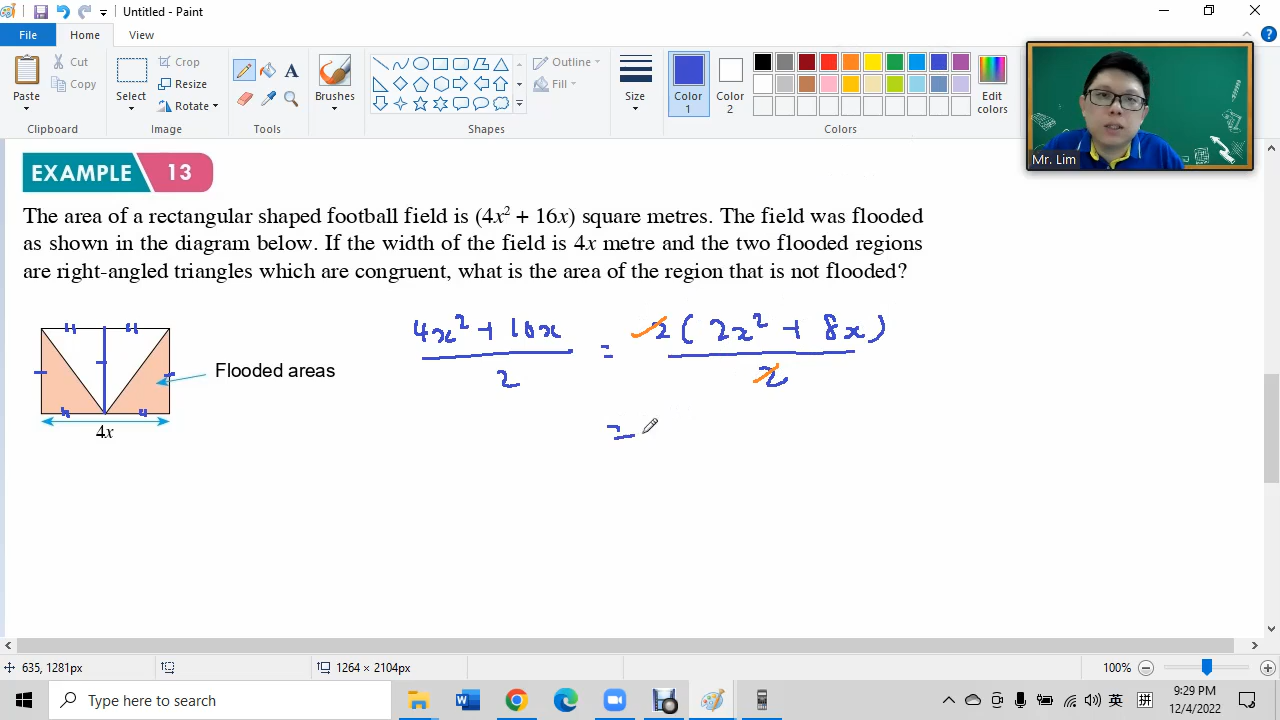 Untitled - Paint
File Home View
Paste Cut Copy Clipboard
Select Crop Resize Rotate Image
Tools
Brushes
Outline Fill Shapes
Size
Color 1 Color 2 Edit colors Colors
Mr. Lim
EXAMPLE 13
The area of a rectangular shaped football field is (4x² + 16x) square metres. The field was flooded
as shown in the diagram below. If the width of the field is 4x metre and the two flooded regions
are right-angled triangles which are congruent, what is the area of the region that is not flooded?
4x² + 16x = 2(2x² + 8x)
2 2
=
Flooded areas
4x
635, 1281px 1264 × 2104px 100%
Type here to search
英 拼 9:29 PM
12/4/2022